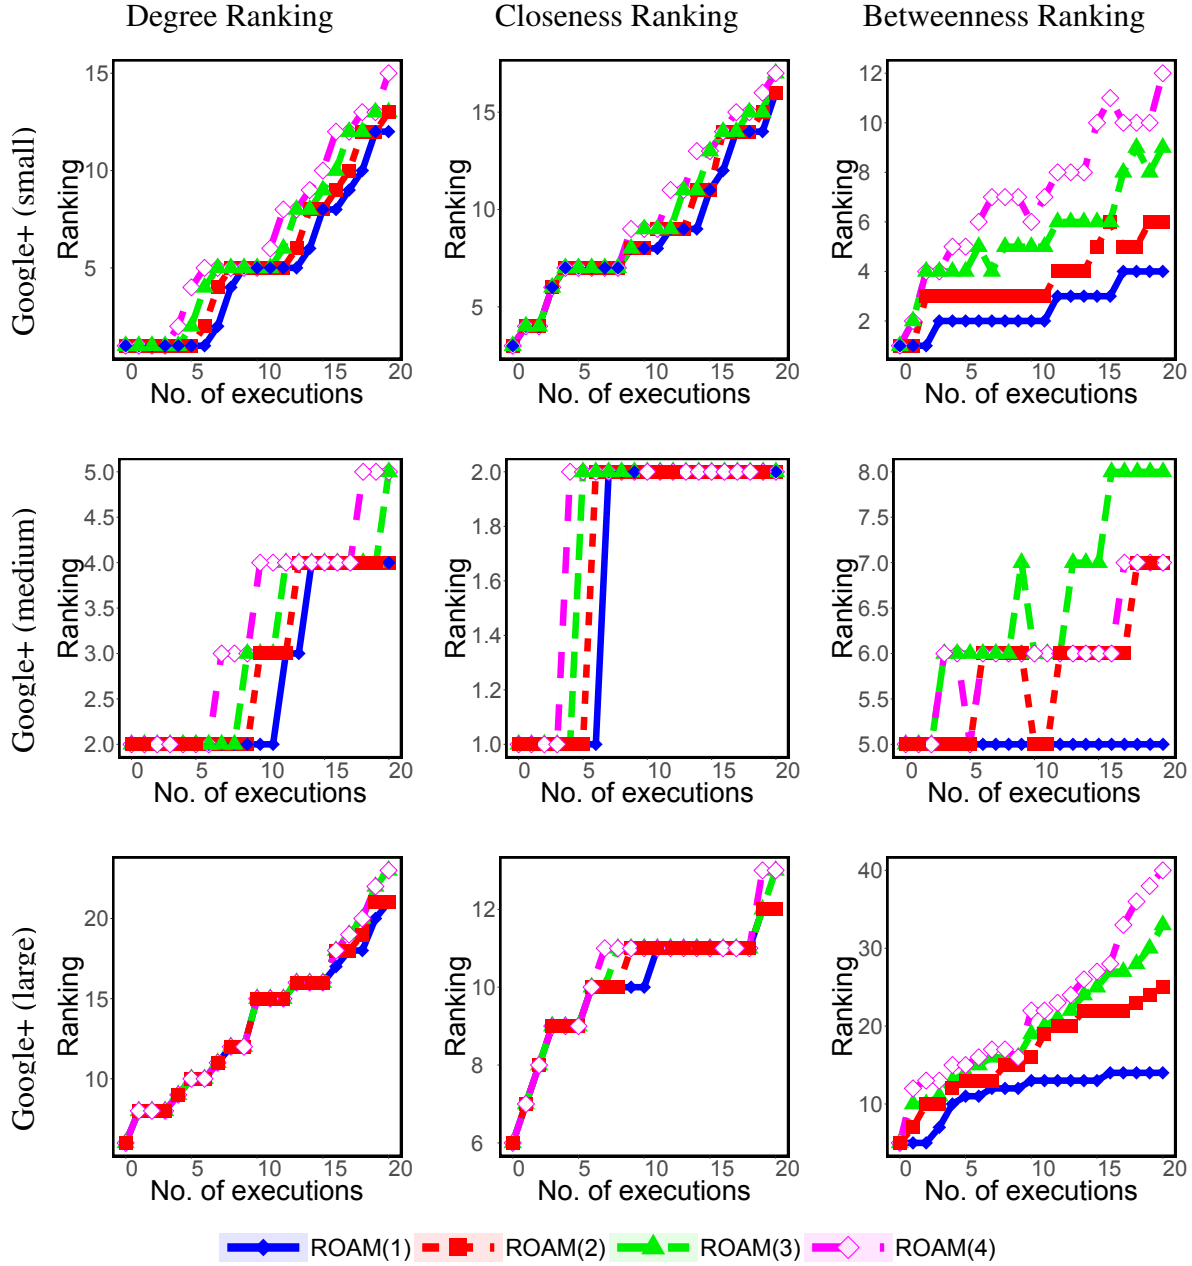 Degree Ranking Closeness Ranking Betweenness Ranking
Google+ (small)
Ranking
15
10
5
0 5 10 15 20
No. of executions
Ranking
15
10
5
0 5 10 15 20
No. of executions
Ranking
12
10
8
6
4
2
0 5 10 15 20
No. of executions
Google+ (medium)
Ranking
5.0
4.5
4.0
3.5
3.0
2.5
2.0
0 5 10 15 20
No. of executions
Ranking
2.0
1.8
1.6
1.4
1.2
1.0
0 5 10 15 20
No. of executions
Ranking
8.0
7.5
7.0
6.5
6.0
5.5
5.0
0 5 10 15 20
No. of executions
Google+ (large)
Ranking
20
15
10
0 5 10 15 20
No. of executions
Ranking
12
10
8
6
0 5 10 15 20
No. of executions
Ranking
40
30
20
10
0 5 10 15 20
No. of executions
ROAM(1) ROAM(2) ROAM(3) ROAM(4)